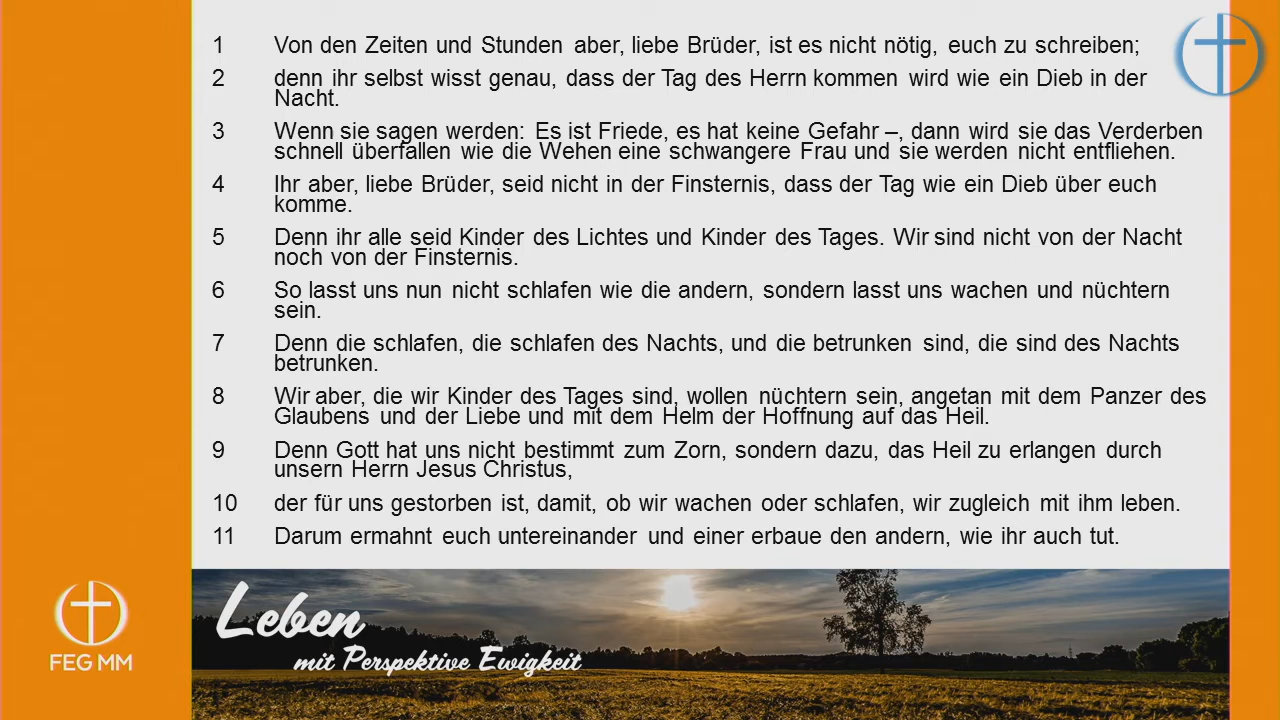 1 Von den Zeiten und Stunden aber, liebe Brüder, ist es nicht nötig, euch zu schreiben;
2 denn ihr selbst wisst genau, dass der Tag des Herrn kommen wird wie ein Dieb in der
Nacht.
3 Wenn sie sagen werden: Es ist Friede, es hat keine Gefahr –, dann wird sie das Verderben
schnell überfallen wie die Wehen eine schwangere Frau und sie werden nicht entfliehen.
4 Ihr aber, liebe Brüder, seid nicht in der Finsternis, dass der Tag wie ein Dieb über euch
komme.
5 Denn ihr alle seid Kinder des Lichtes und Kinder des Tages. Wir sind nicht von der Nacht
noch von der Finsternis.
6 So lasst uns nun nicht schlafen wie die andern, sondern lasst uns wachen und nüchtern
sein.
7 Denn die schlafen, die schlafen des Nachts, und die betrunken sind, die sind des Nachts
betrunken.
8 Wir aber, die wir Kinder des Tages sind, wollen nüchtern sein, angetan mit dem Panzer des
Glaubens und der Liebe und mit dem Helm der Hoffnung auf das Heil.
9 Denn Gott hat uns nicht bestimmt zum Zorn, sondern dazu, das Heil zu erlangen durch
unsern Herrn Jesus Christus,
10 der für uns gestorben ist, damit, ob wir wachen oder schlafen, wir zugleich mit ihm leben.
11 Darum ermahnt euch untereinander und einer erbaue den andern, wie ihr auch tut.
Leben
mit Perspektive Ewigkeit
FEG MM